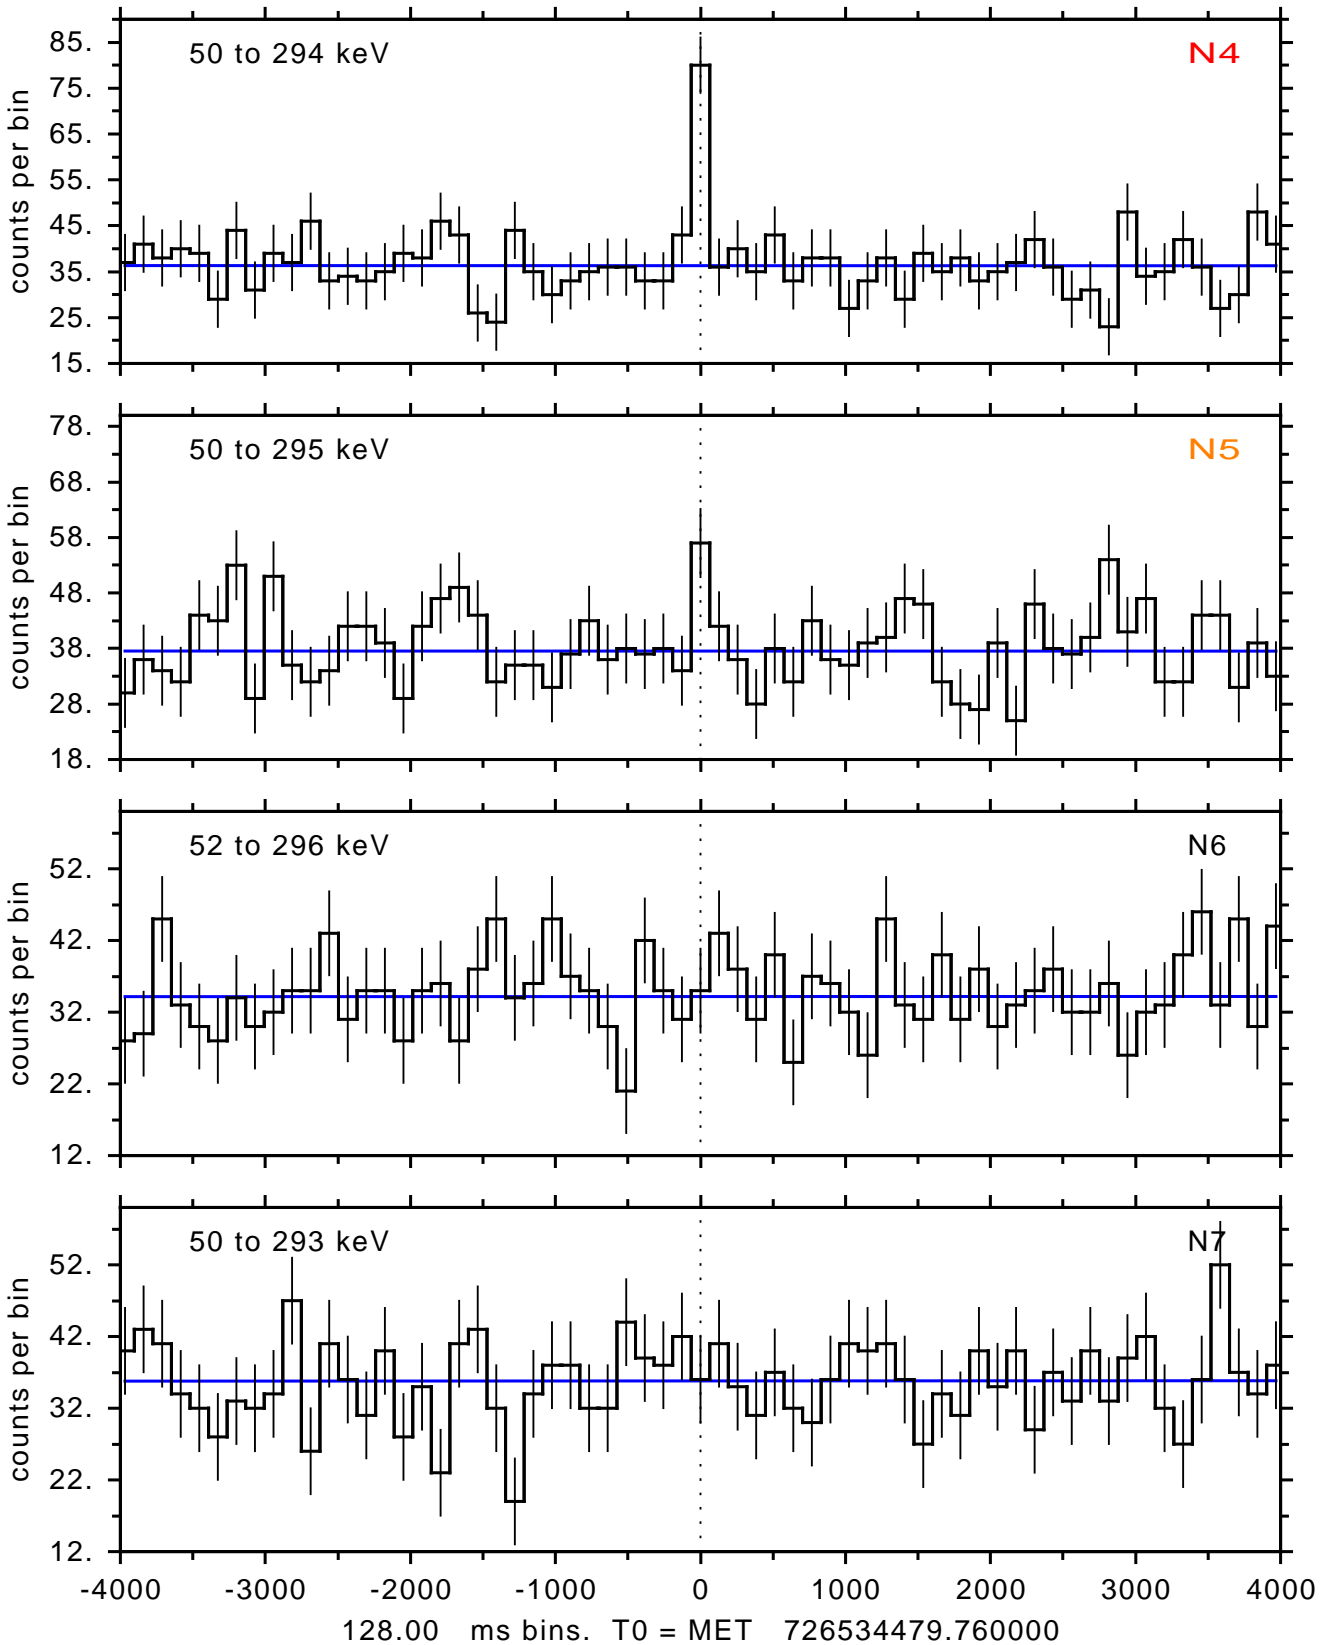 50 to 294 keV N4
85.
75.
65.
55.
45.
35.
25.
15.
counts per bin
50 to 295 keV N5
78.
68.
58.
48.
38.
28.
18.
counts per bin
52 to 296 keV N6
52.
42.
32.
22.
12.
counts per bin
50 to 293 keV N7
52.
42.
32.
22.
12.
counts per bin
-4000 -3000 -2000 -1000 0 1000 2000 3000 4000
128.00 ms bins. T0 = MET 726534479.760000